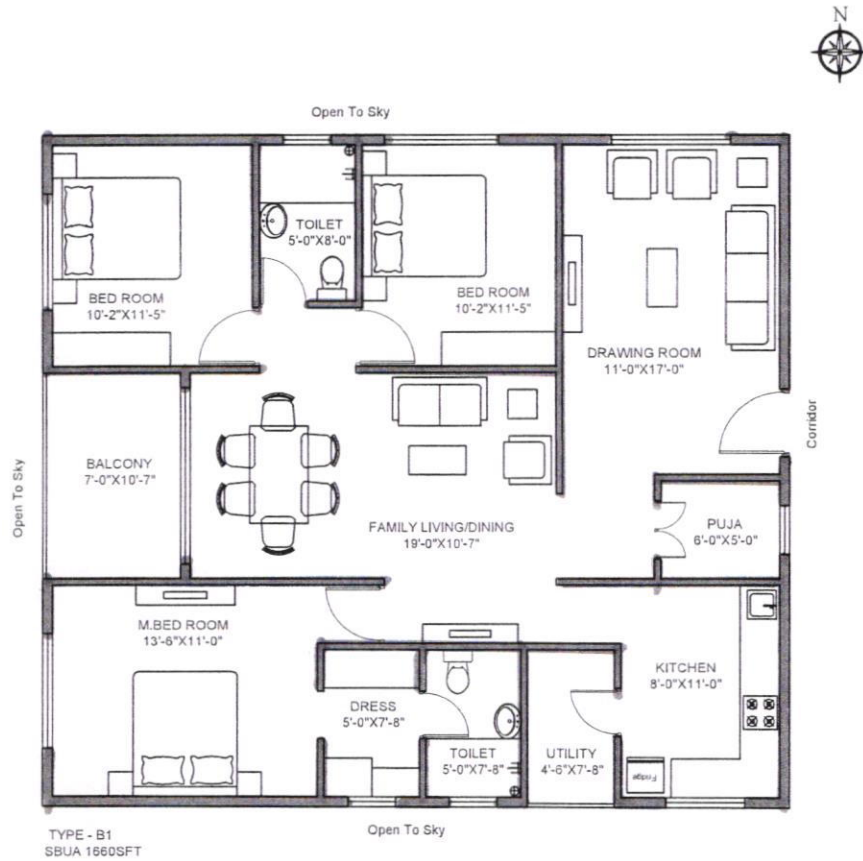 N
Open To Sky
TOILET
5'-0"X8'-0"
BED ROOM
10'-2"X11'-5"
BED ROOM
10'-2"X11'-5"
DRAWING ROOM
11'-0"X17'-0"
Corridor
Open To Sky
BALCONY
7'-0"X10'-7"
FAMILY LIVING/DINING
19'-0"X10'-7"
PUJA
6'-0"X5'-0"
M.BED ROOM
13'-6"X11'-0"
KITCHEN
8'-0"X11'-0"
DRESS
5'-0"X7'-8"
TOILET
5'-0"X7'-8"
UTILITY
4'-6"X7'-8"
Fridge
Open To Sky
TYPE - B1
SBUA 1660SFT